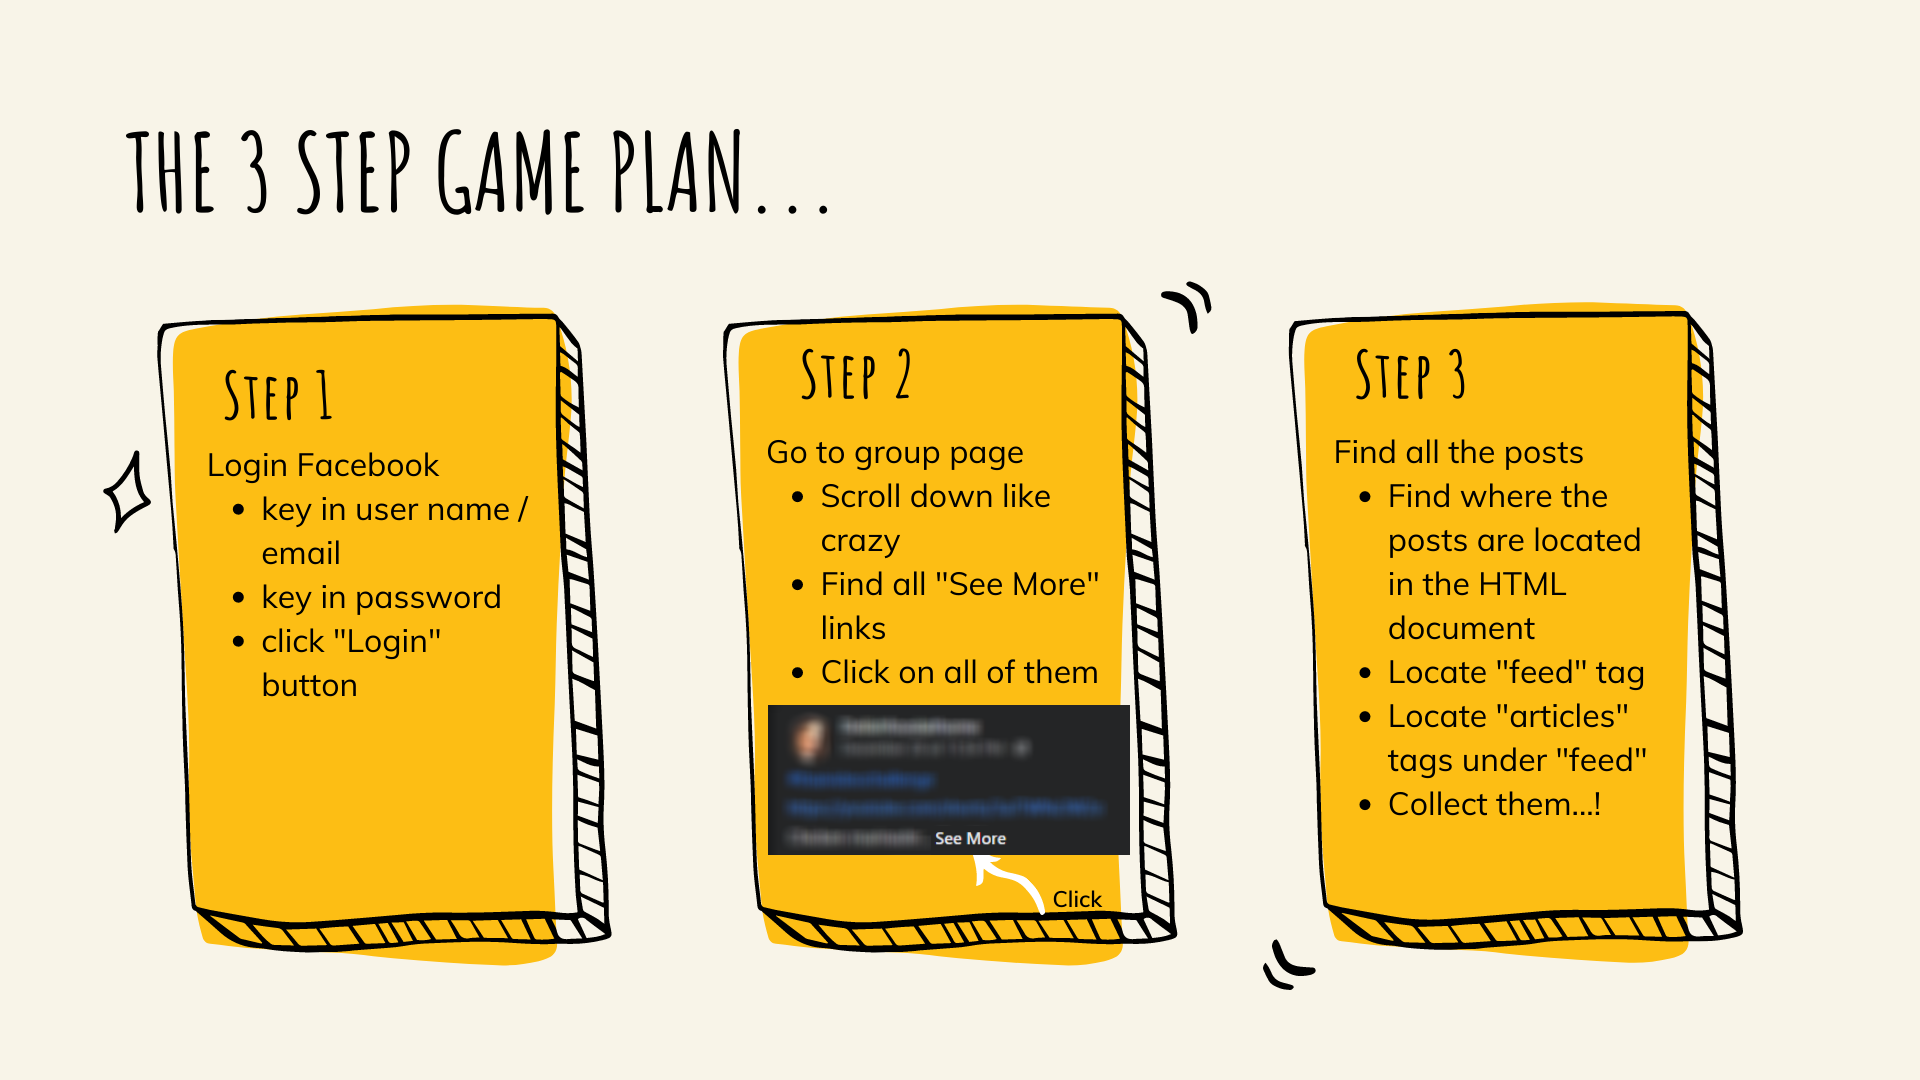 THE 3 STEP GAME PLAN...
STEP 1
Login Facebook
key in user name /
email
key in password
click "Login"
button
STEP 2
Go to group page
Scroll down like
crazy
Find all "See More"
links
Click on all of them
See More
Click
STEP 3
Find all the posts
Find where the
posts are located
in the HTML
document
Locate "feed" tag
Locate "articles"
tags under "feed"
Collect them...!